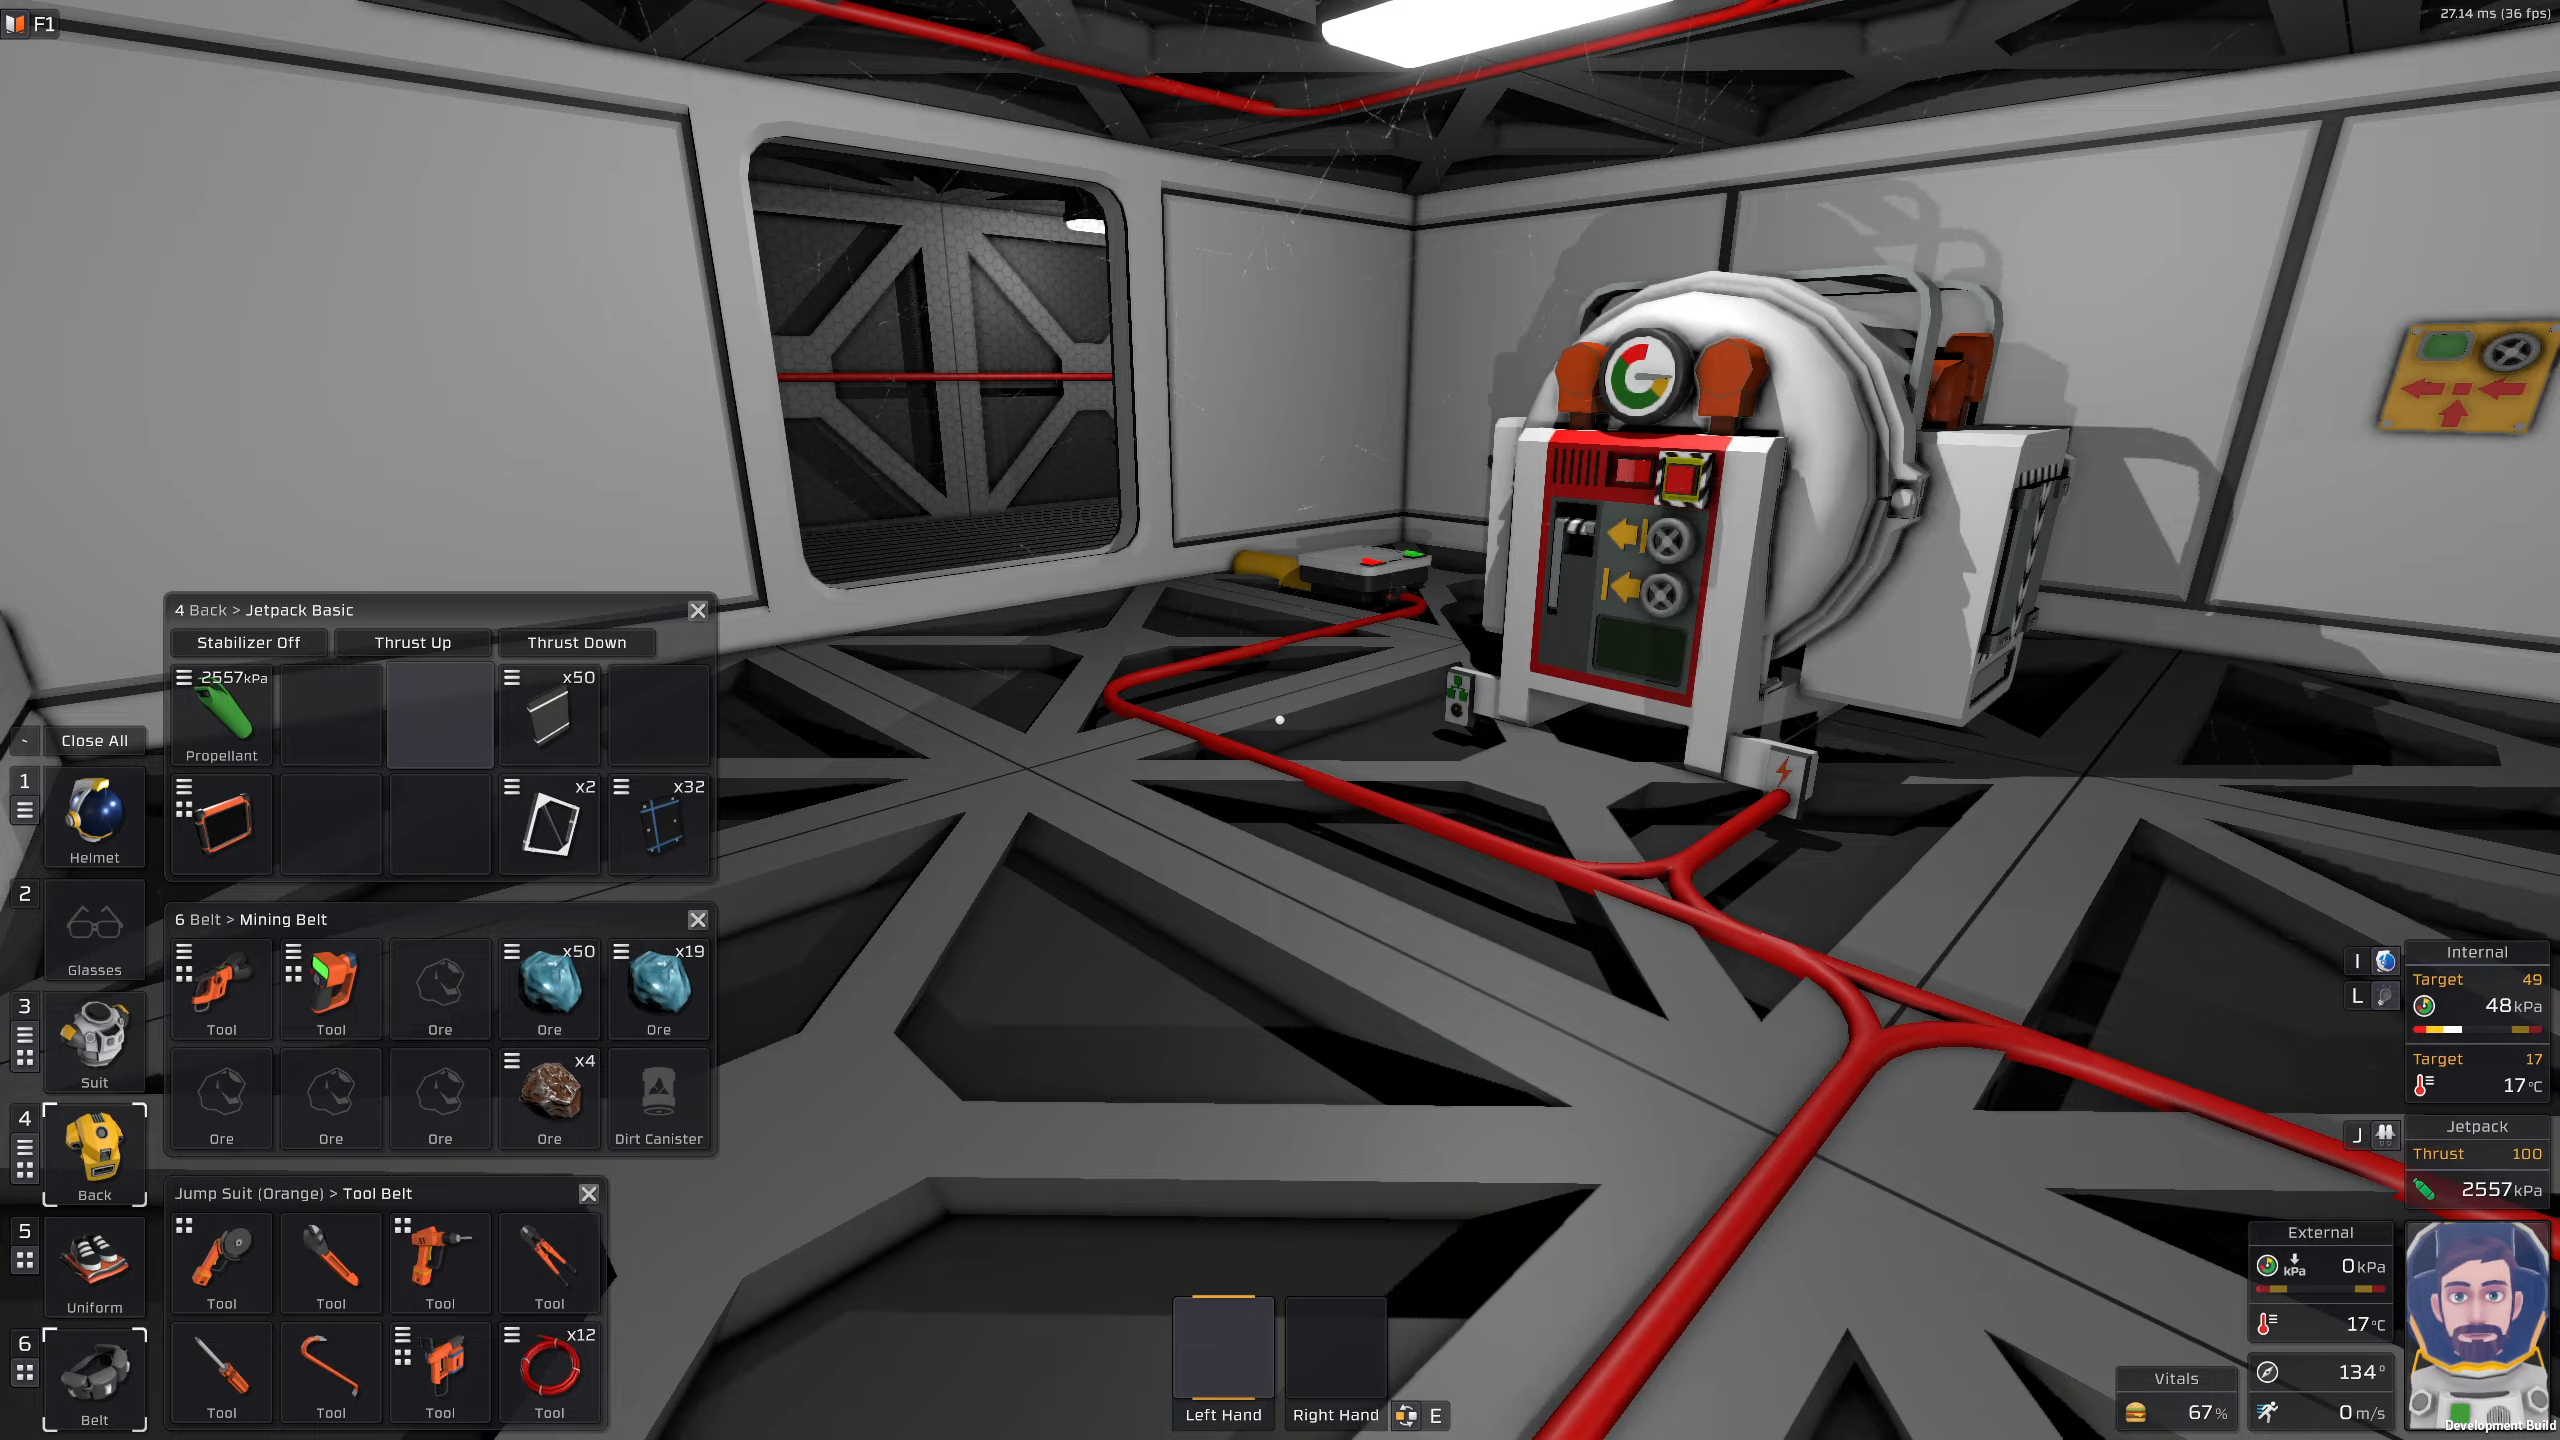 F1
27.14 ms (36 fps)
4 Back > Jetpack Basic
Stabilizer Off
Thrust Up
Thrust Down
2557kPa
x50
Propellant
x2
x32
~
Close All
1
Helmet
2
Glasses
3
Suit
4
Back
5
Uniform
6
Belt
6 Belt > Mining Belt
x50
x19
Tool
Tool
Ore
Ore
Ore
x4
Ore
Ore
Ore
Ore
Dirt Canister
Jump Suit (Orange) > Tool Belt
Tool
Tool
Tool
Tool
x12
Tool
Tool
Tool
Tool
Left Hand
Right Hand
E
I
L
Internal
Target 49
48kPa
Target 17
17°C
J
Jetpack
Thrust 100
2557kPa
External
kPa
0kPa
17°C
134°
0m/s
Vitals
67%
Development Build